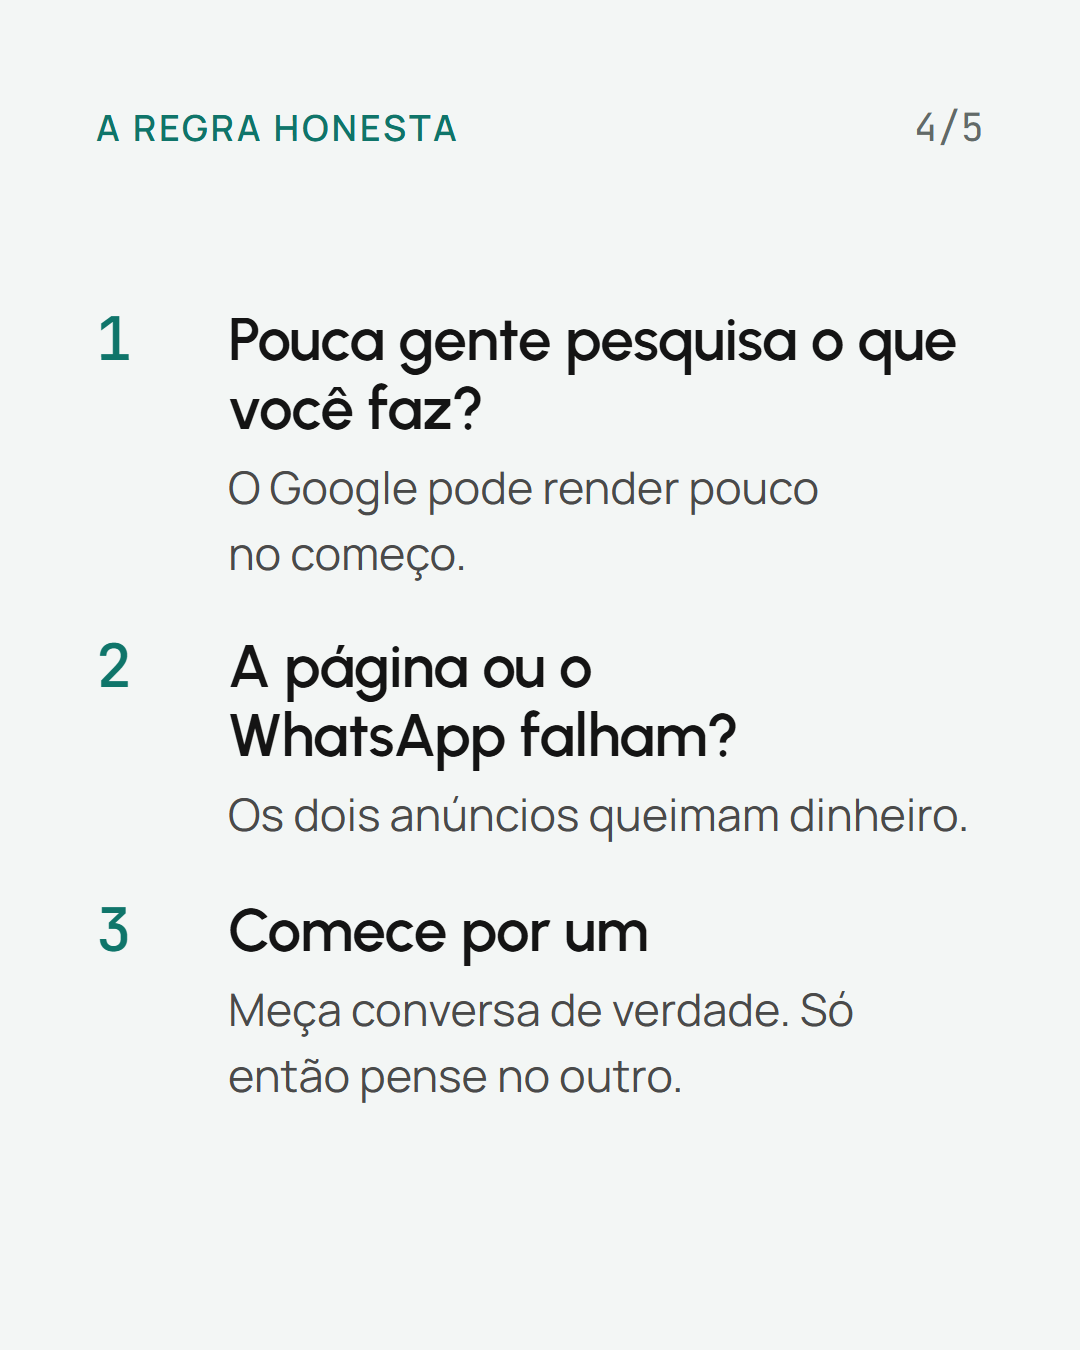 A REGRA HONESTA
4/5
1
Pouca gente pesquisa o que
você faz?
O Google pode render pouco
no começo.
2
A página ou o
WhatsApp falham?
Os dois anúncios queimam dinheiro.
3
Comece por um
Meça conversa de verdade. Só
então pense no outro.